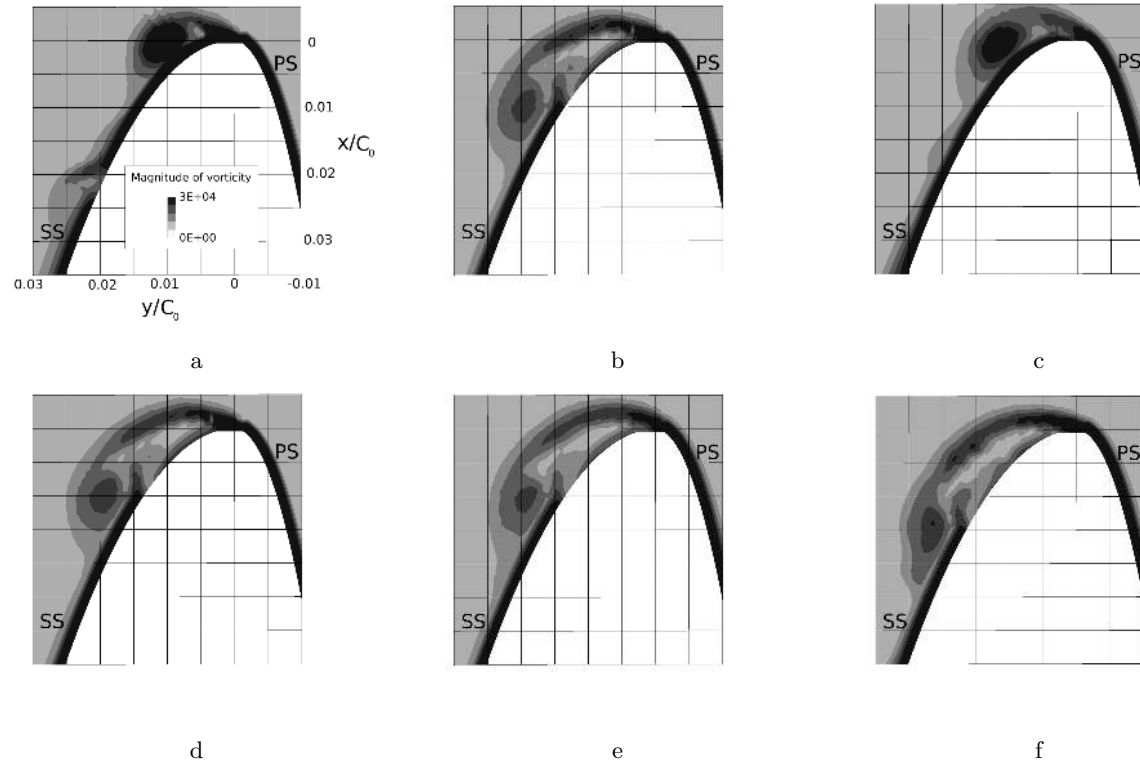 PS
SS
0
0.01
0.02
0.03
x/C₀
Magnitude of vorticity
3E+04
0E+00
0.03
0.02
0.01
0
-0.01
y/C₀
PS
SS
PS
SS
a
b
c
PS
SS
PS
SS
PS
SS
d
e
f